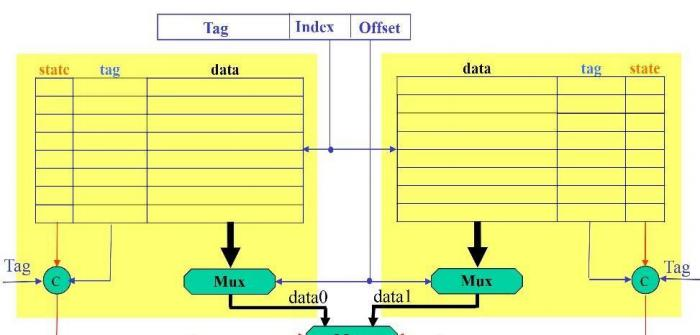 Tag Index Offset
state tag data
data tag state
Tag C Mux Mux C Tag
data0 data1